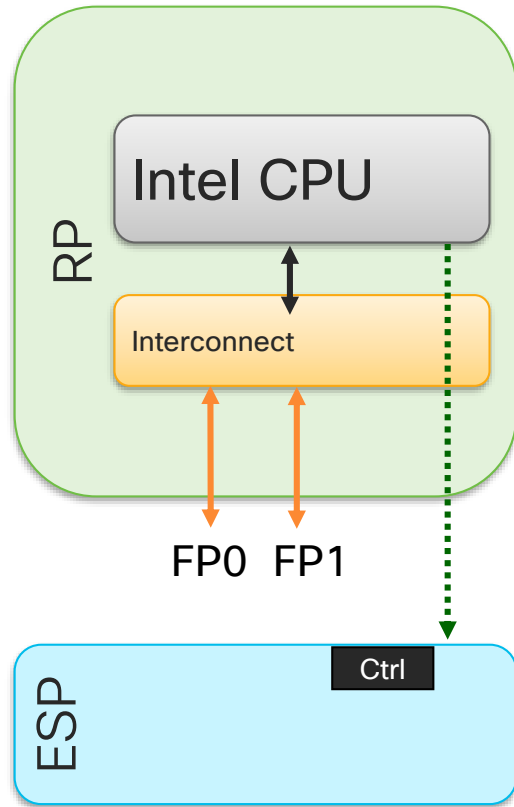 RP
Intel CPU
Interconnect
FP0 FP1
ESP
Ctrl